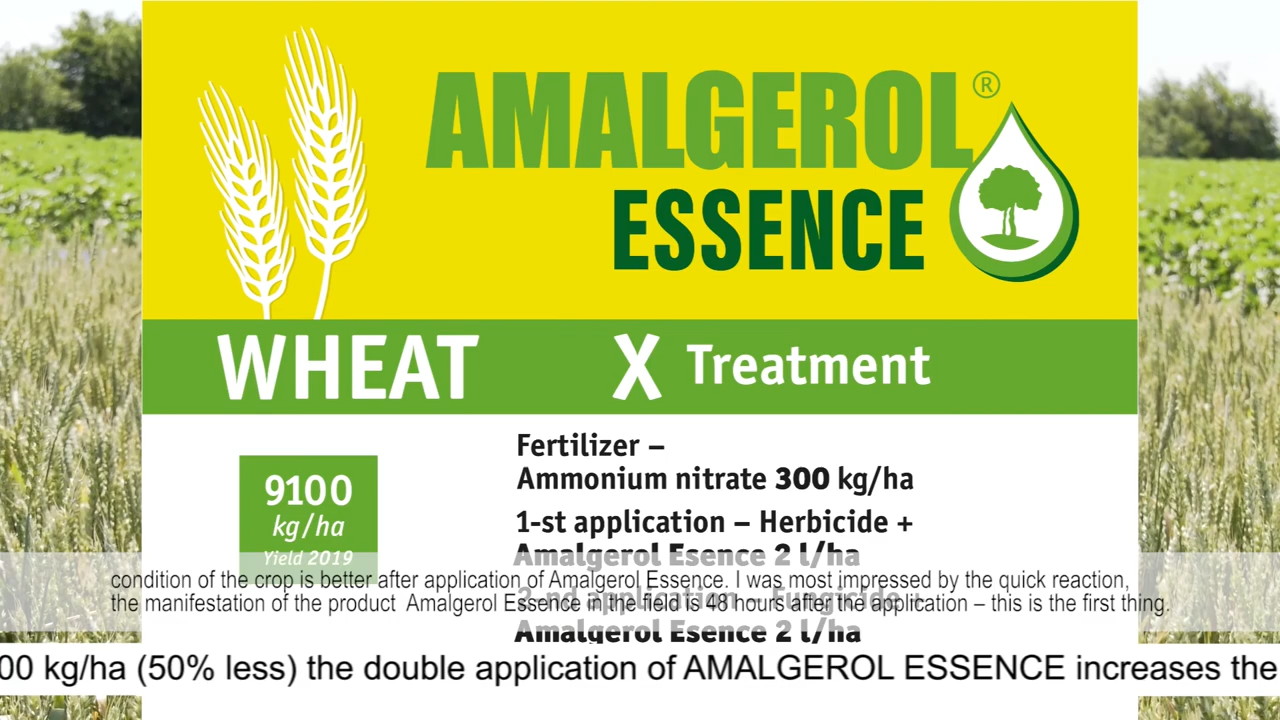 AMALGEROL®
ESSENCE
WHEAT X Treatment
9100
kg/ha
Yield 2019
Fertilizer –
Ammonium nitrate 300 kg/ha
1-st application – Herbicide +
Amalgerol Esence 2 l/ha
2-nd application – Fungicide +
Amalgerol Esence 2 l/ha
condition of the crop is better after application of Amalgerol Essence. I was most impressed by the quick reaction,
the manifestation of the product Amalgerol Essence in the field is 48 hours after the application – this is the first thing.
00 kg/ha (50% less) the double application of AMALGEROL ESSENCE increases the